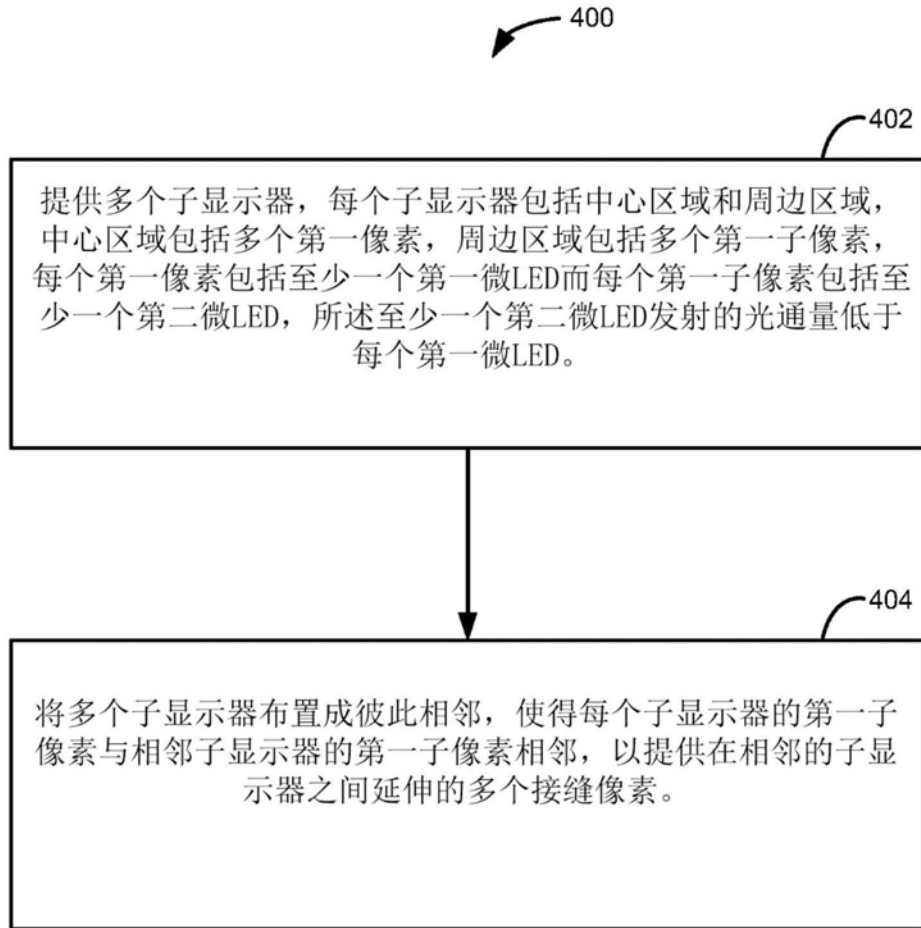 400
402
提供多个子显示器，每个子显示器包括中心区域和周边区域，
中心区域包括多个第一像素，周边区域包括多个第一子像素，
每个第一像素包括至少一个第一微LED而每个第一子像素包括至
少一个第二微LED，所述至少一个第二微LED发射的光通量低于
每个第一微LED。
404
将多个子显示器布置成彼此相邻，使得每个子显示器的第一子
像素与相邻子显示器的第一子像素相邻，以提供在相邻的子显
示器之间延伸的多个接缝像素。